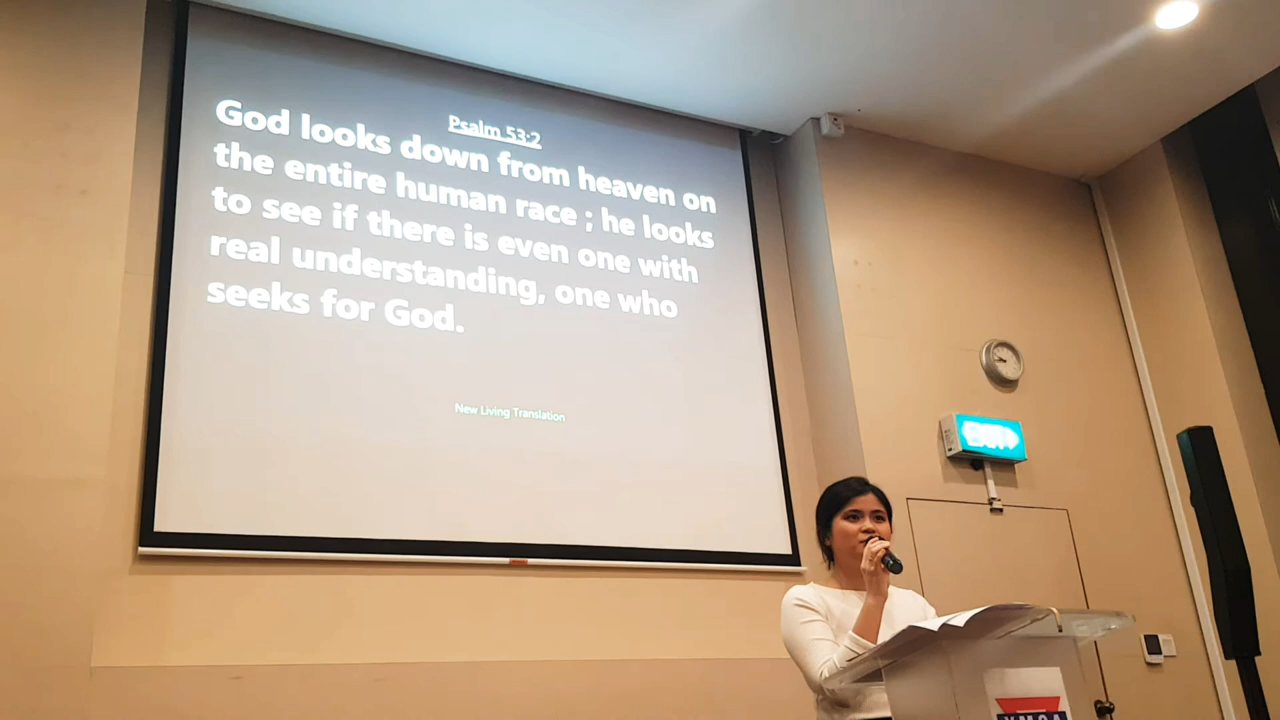 Psalm 53:2
God looks down from heaven on
the entire human race ; he looks
to see if there is even one with
real understanding, one who
seeks for God.
New Living Translation
EXIT
YMCA